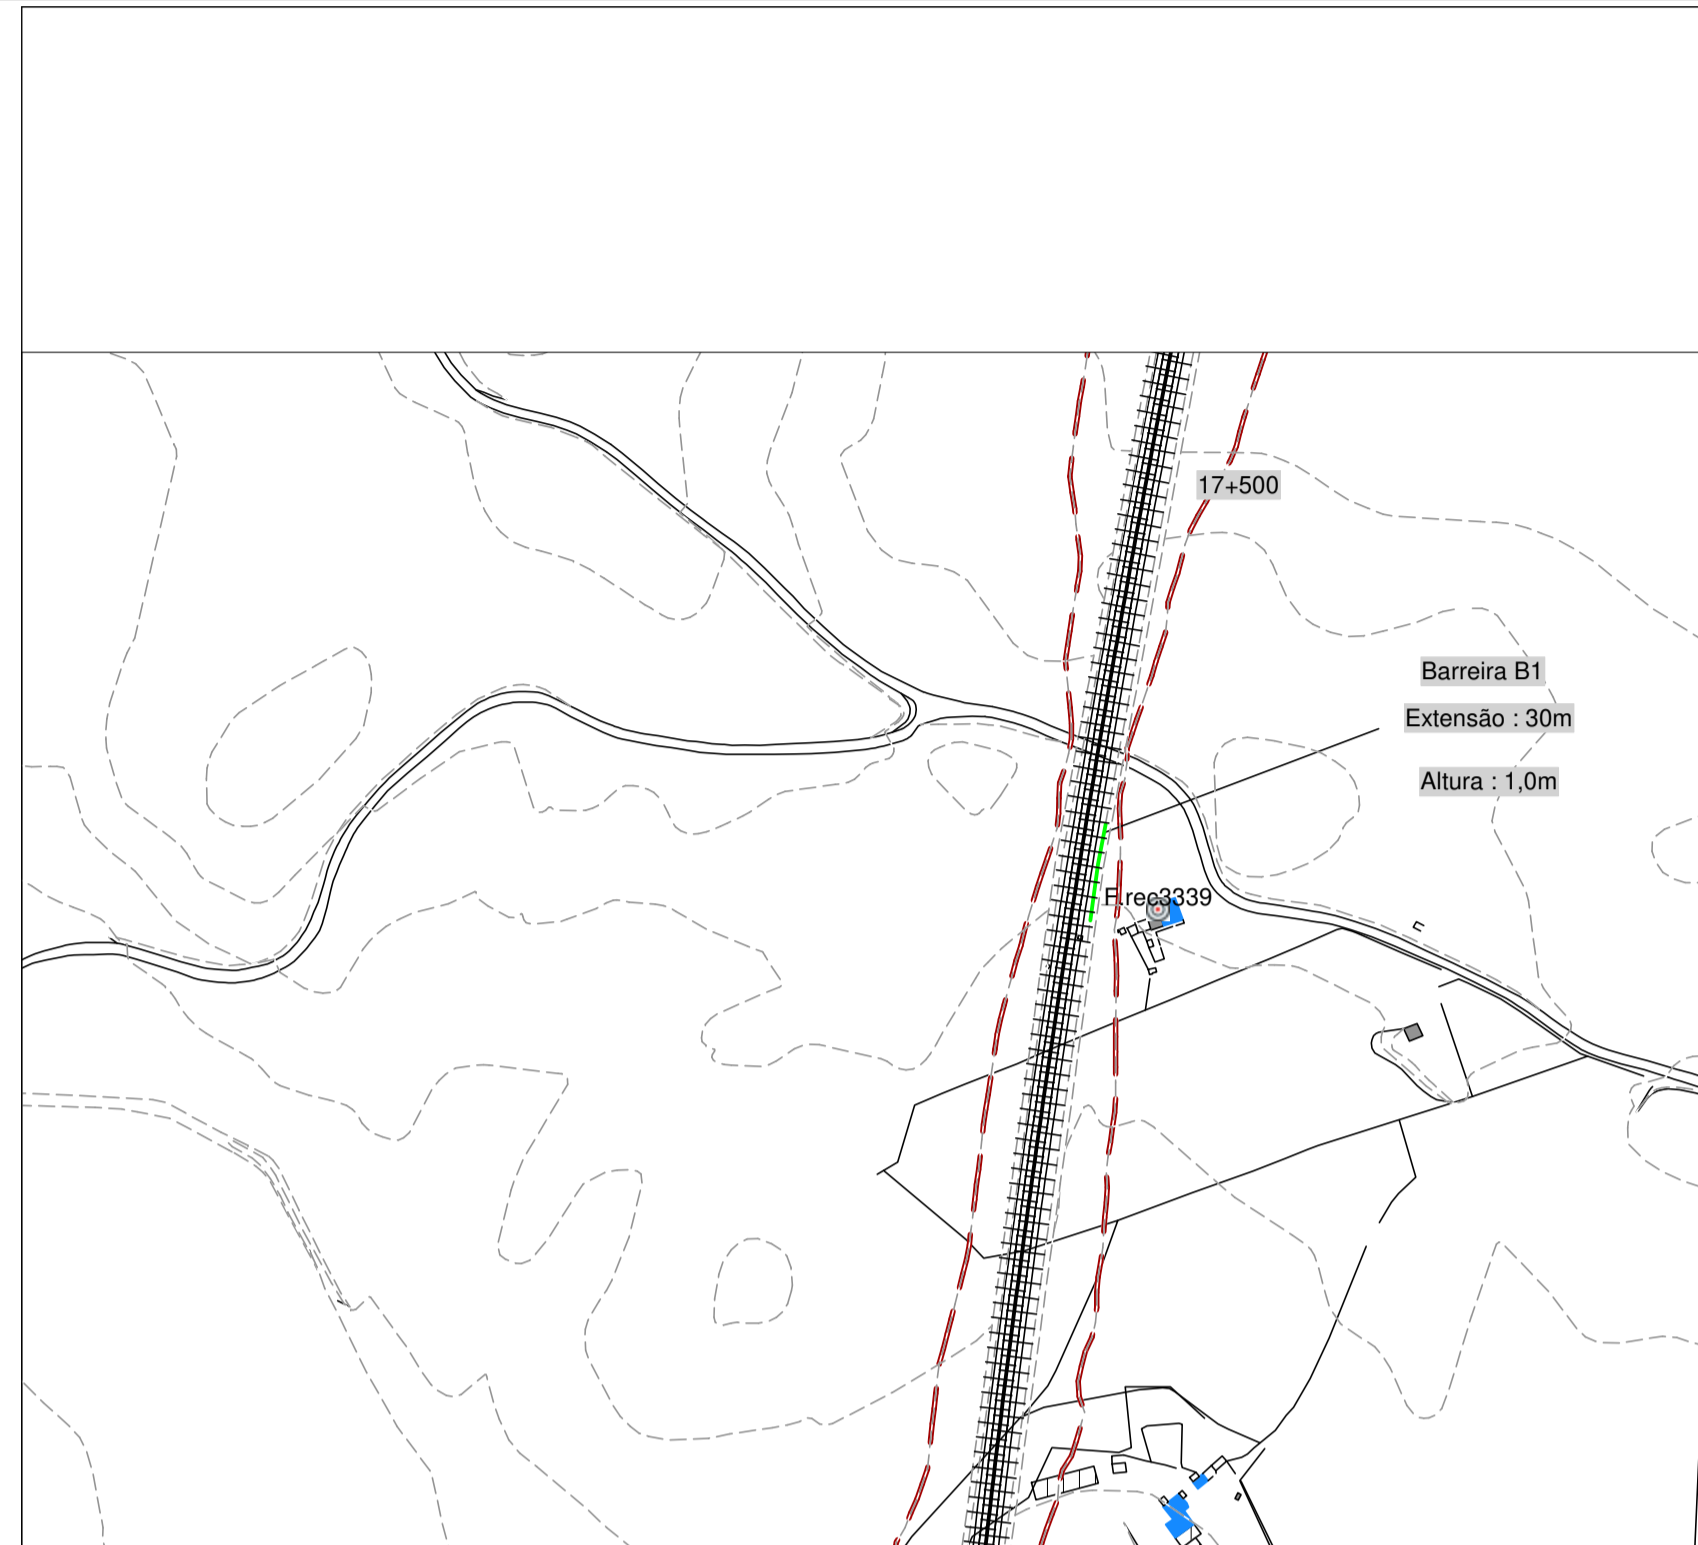 17+500
Barreira B1
Extensão : 30m
Altura : 1,0m
F.rec3339